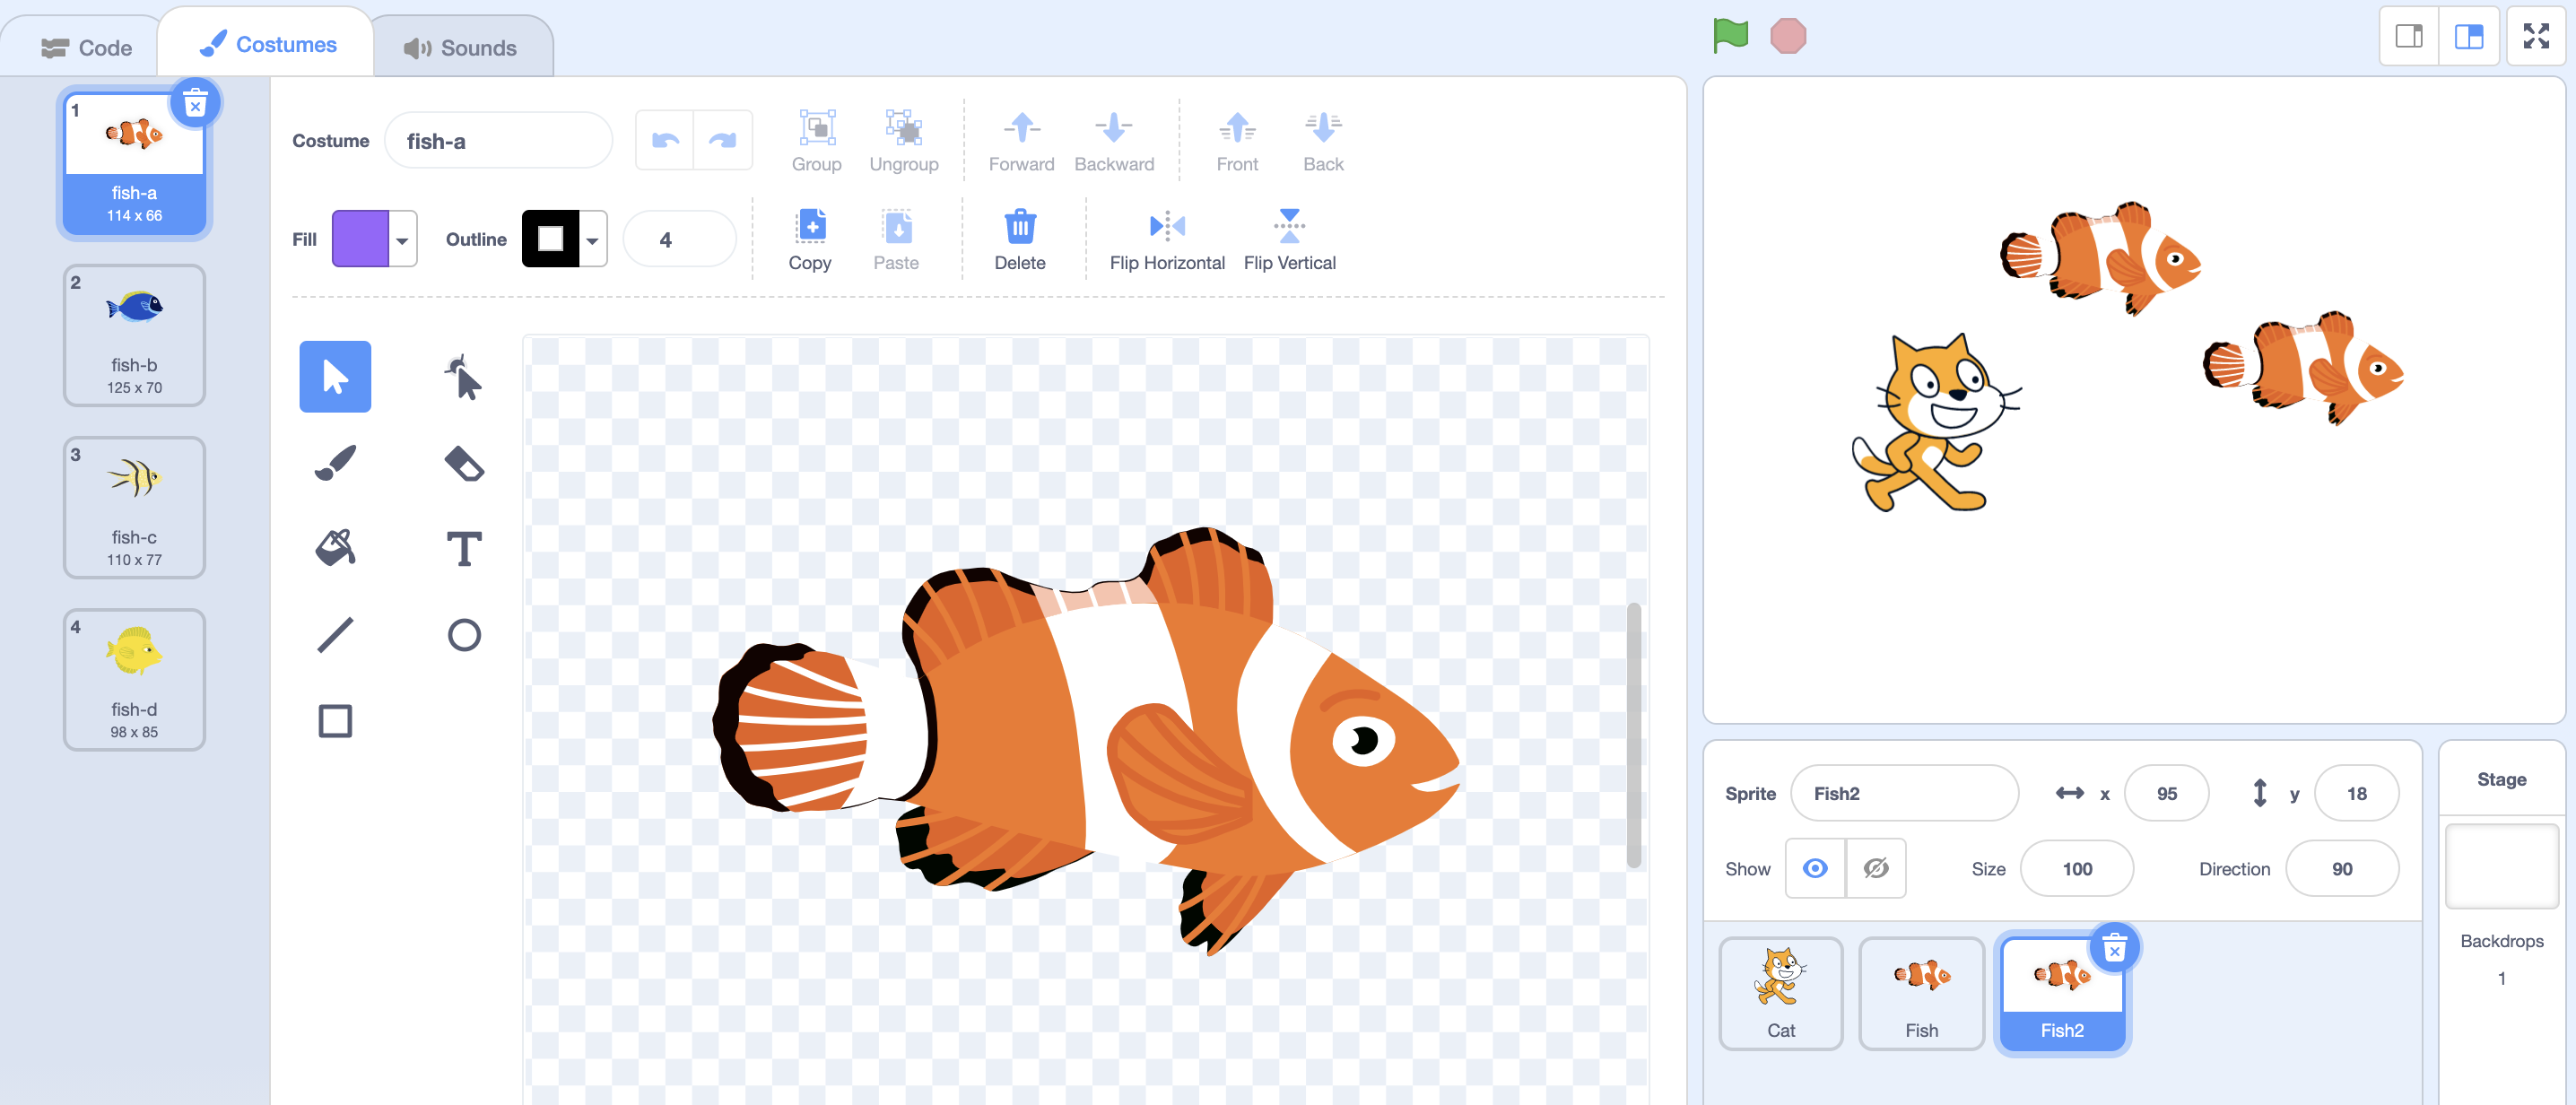 Code
Costumes
Sounds
1
fish-a
114 x 66
2
fish-b
125 x 70
3
fish-c
110 x 77
4
fish-d
98 x 85
Costume
fish-a
Group
Ungroup
Forward
Backward
Front
Back
Fill
Outline
4
Copy
Paste
Delete
Flip Horizontal
Flip Vertical
T
Sprite
Fish2
x
95
y
18
Show
Size
100
Direction
90
Cat
Fish
Fish2
Stage
Backdrops
1